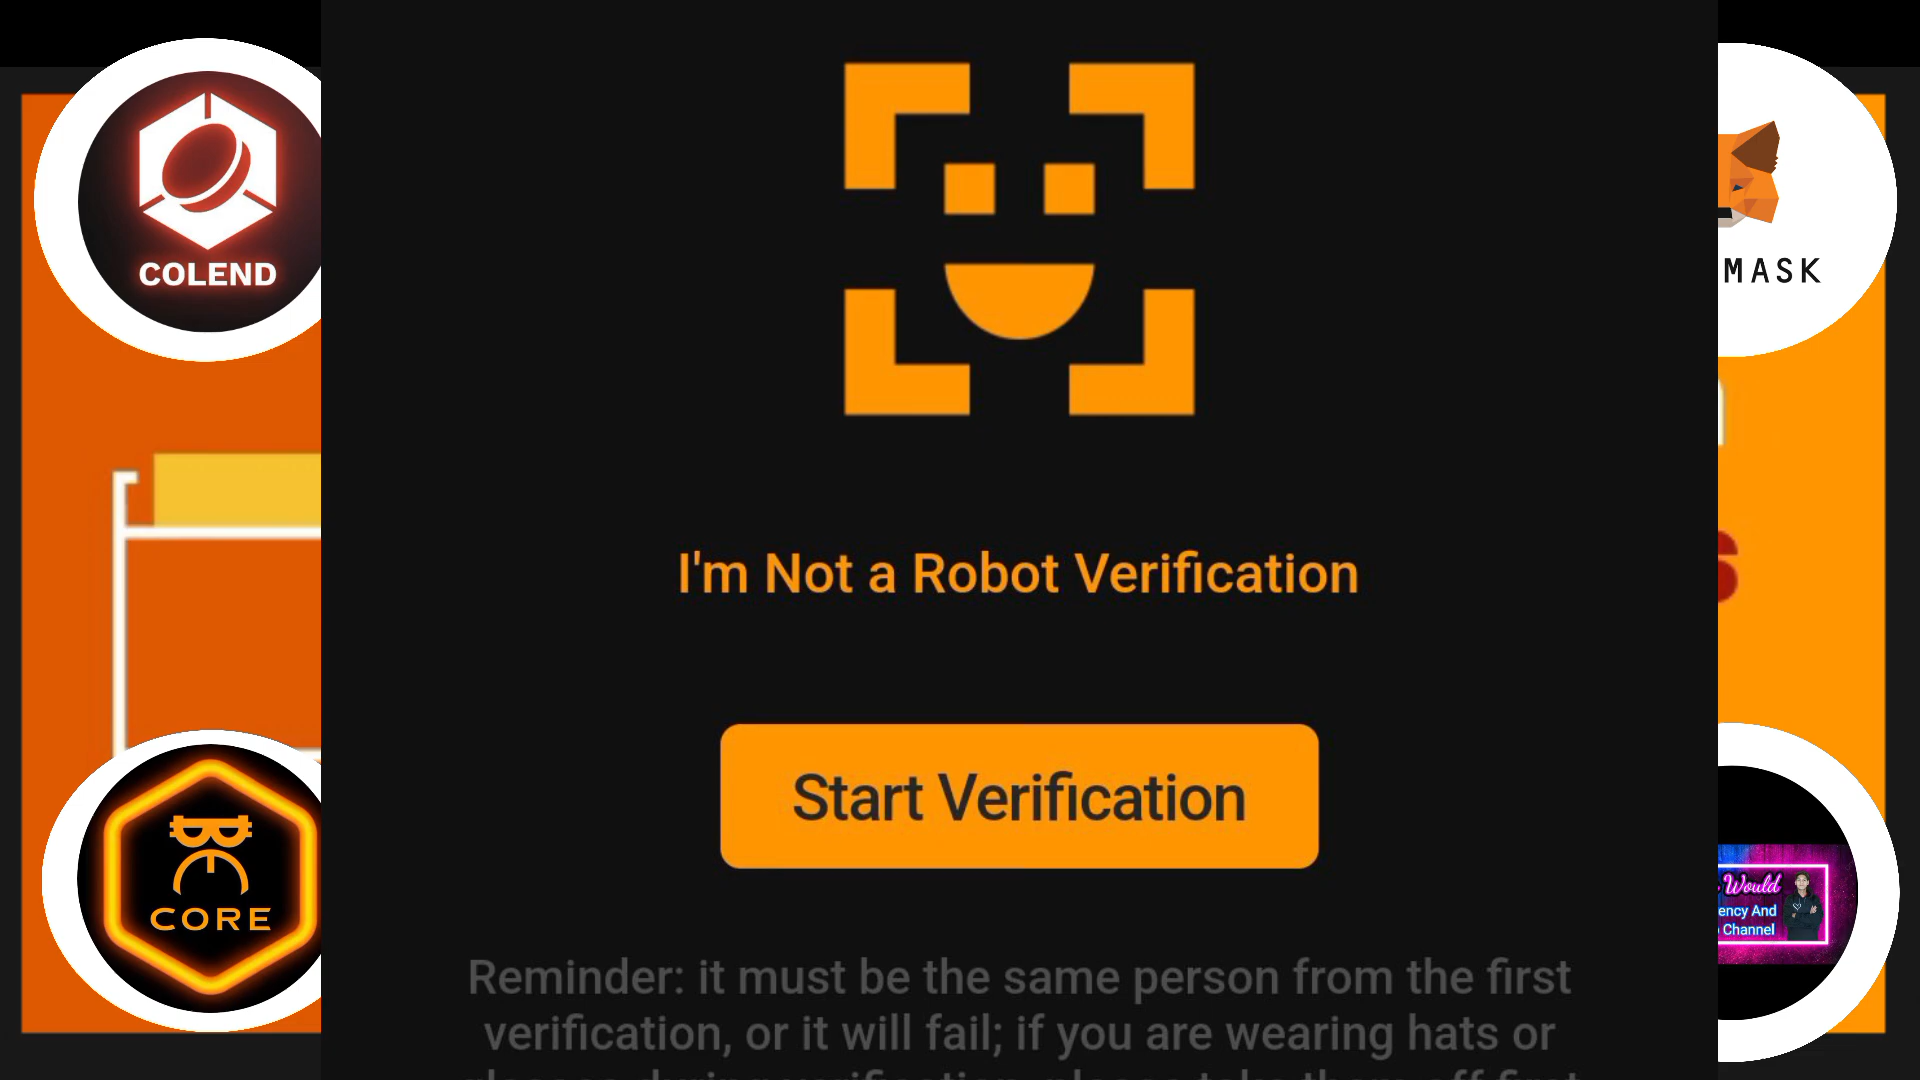 COLEND
MASK
I'm Not a Robot Verification
Start Verification
CORE
Would
ency And
Channel
Reminder: it must be the same person from the first
verification, or it will fail; if you are wearing hats or